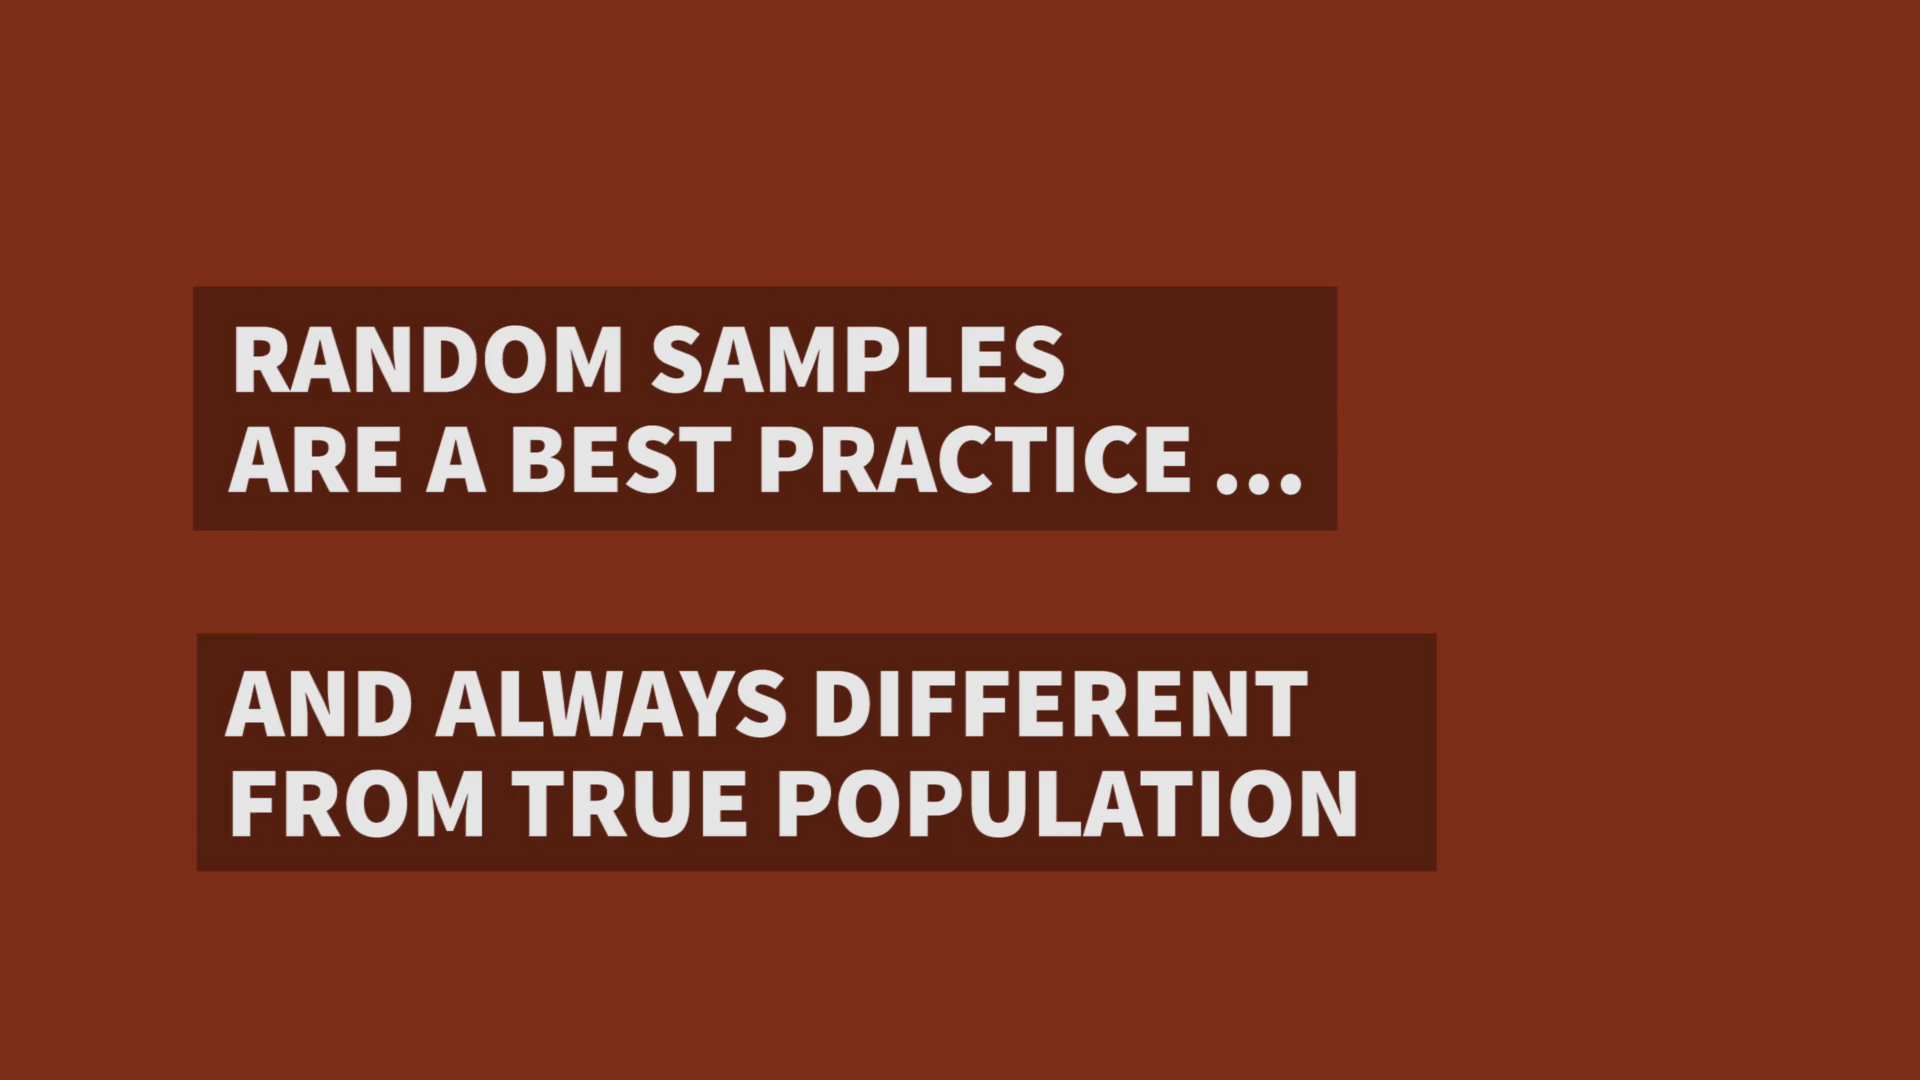 RANDOM SAMPLES
ARE A BEST PRACTICE ...
AND ALWAYS DIFFERENT
FROM TRUE POPULATION